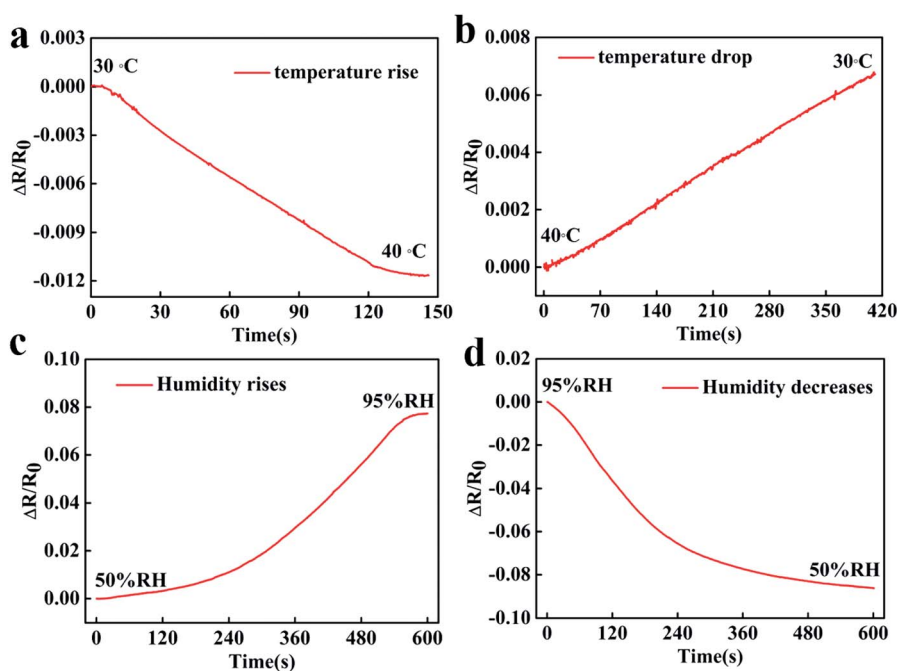 a
0.003
0.000
-0.003
-0.006
-0.009
-0.012
ΔR/R0
30 ◦C
temperature rise
40 ◦C
0 30 60 90 120 150
Time(s)
b
0.008
0.006
0.004
0.002
0.000
ΔR/R0
temperature drop
30◦C
40◦C
0 70 140 210 280 350 420
Time(s)
c
0.10
0.08
0.06
0.04
0.02
0.00
ΔR/R0
Humidity rises
95%RH
50%RH
0 120 240 360 480 600
Time(s)
d
0.02
0.00
-0.02
-0.04
-0.06
-0.08
-0.10
ΔR/R0
95%RH
Humidity decreases
50%RH
0 120 240 360 480 600
Time(s)